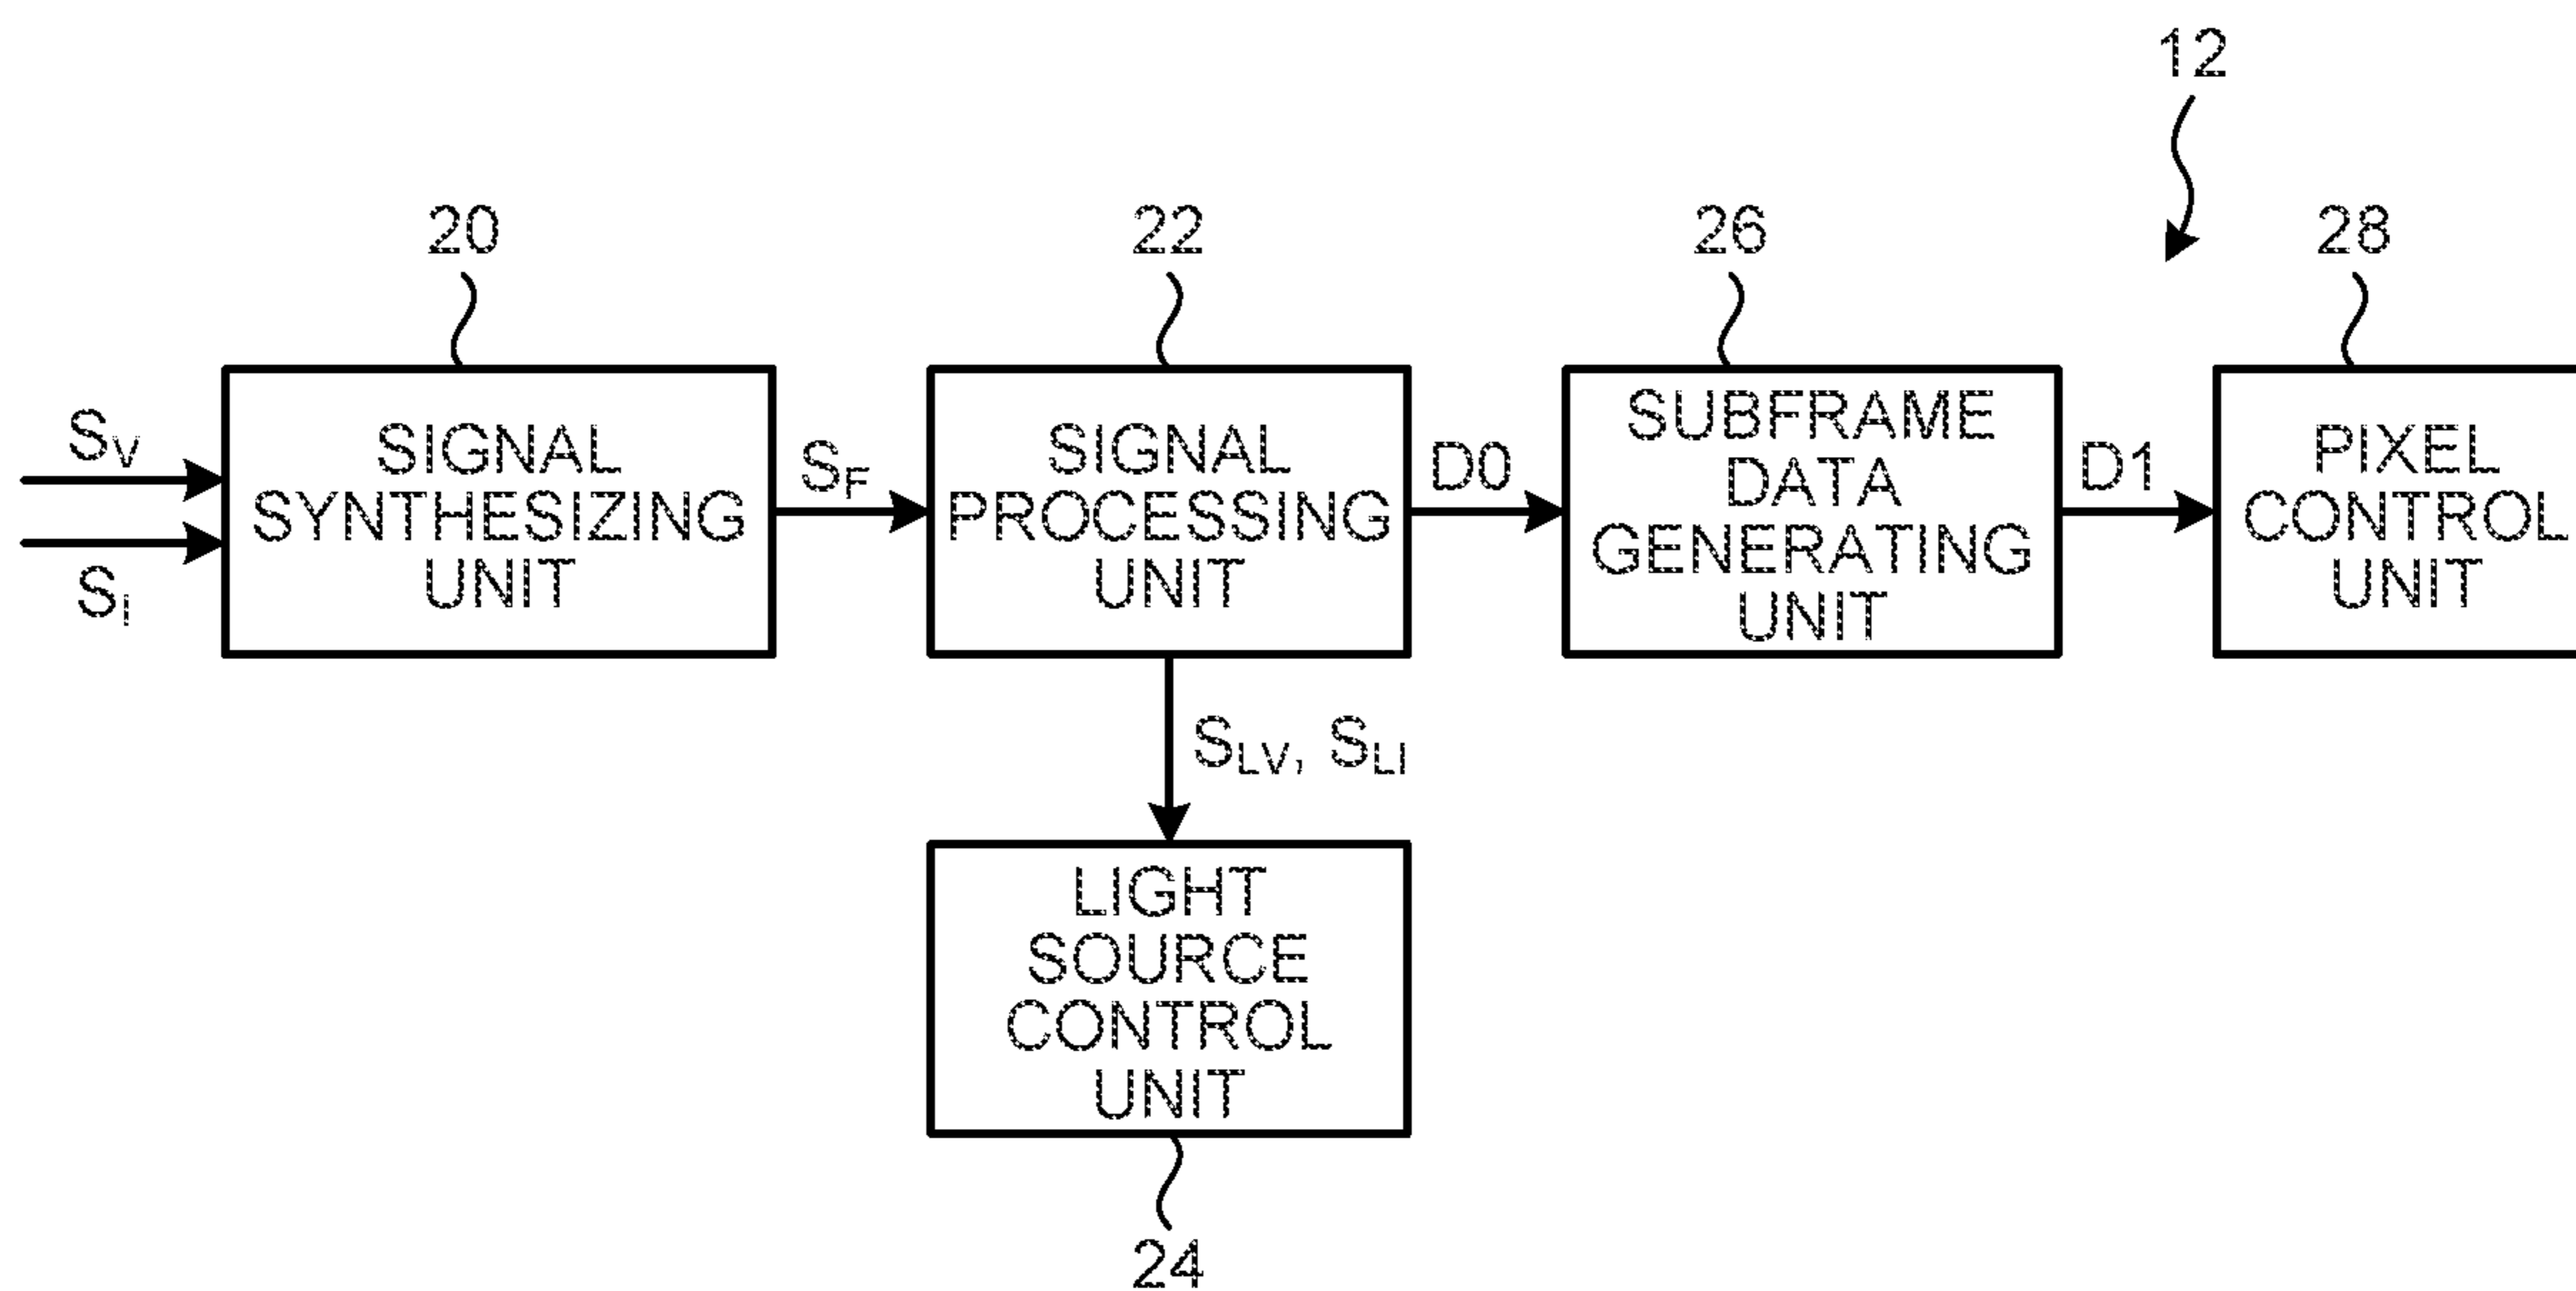 12
20
22
26
28
SV
SI
SIGNAL
SYNTHESIZING
UNIT
SF
SIGNAL
PROCESSING
UNIT
D0
SUBFRAME
DATA
GENERATING
UNIT
D1
PIXEL
CONTROL
UNIT
SLV, SLI
LIGHT
SOURCE
CONTROL
UNIT
24